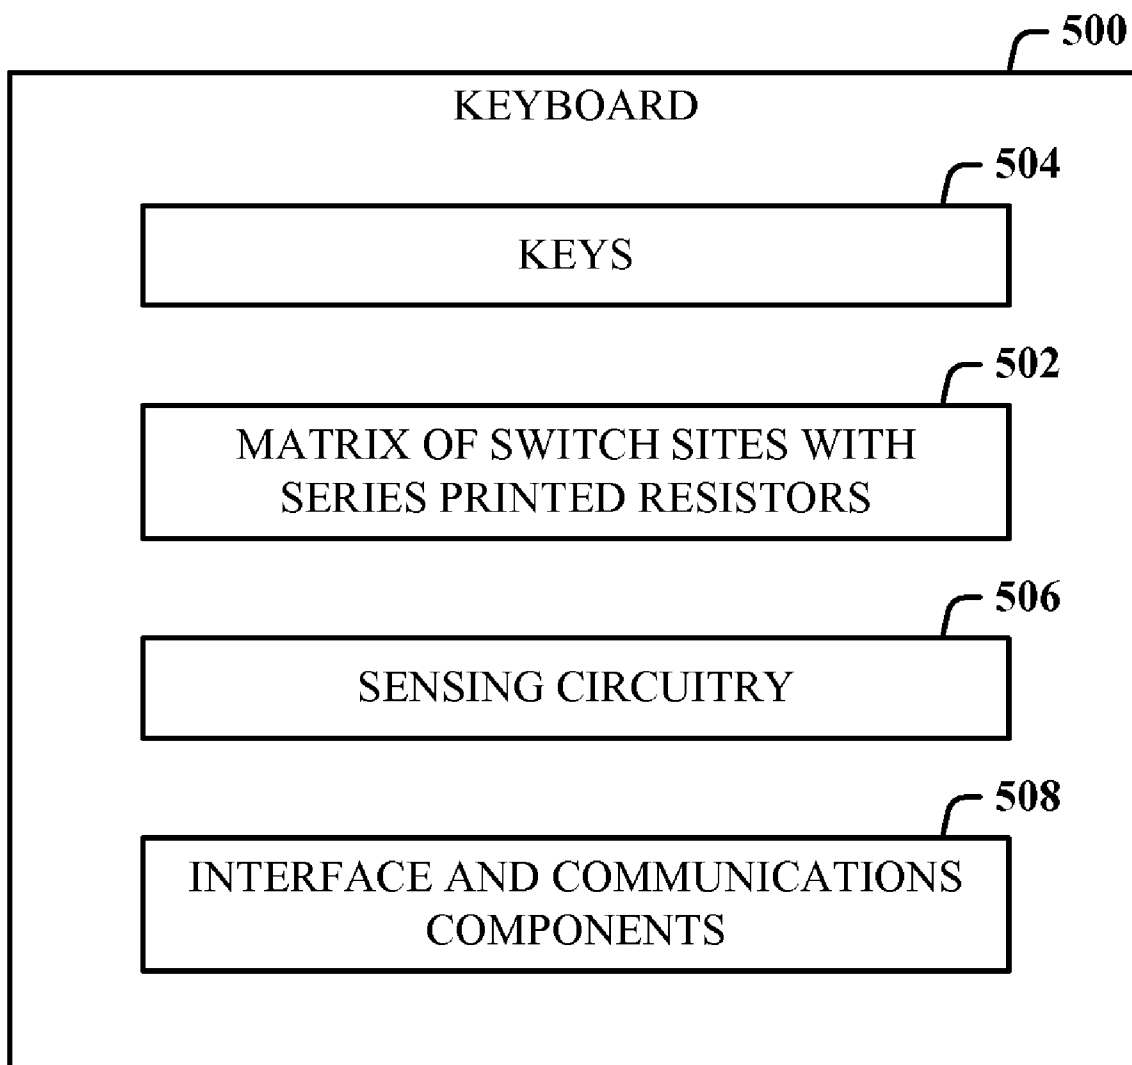 500
KEYBOARD
504
KEYS
502
MATRIX OF SWITCH SITES WITH
SERIES PRINTED RESISTORS
506
SENSING CIRCUITRY
508
INTERFACE AND COMMUNICATIONS
COMPONENTS